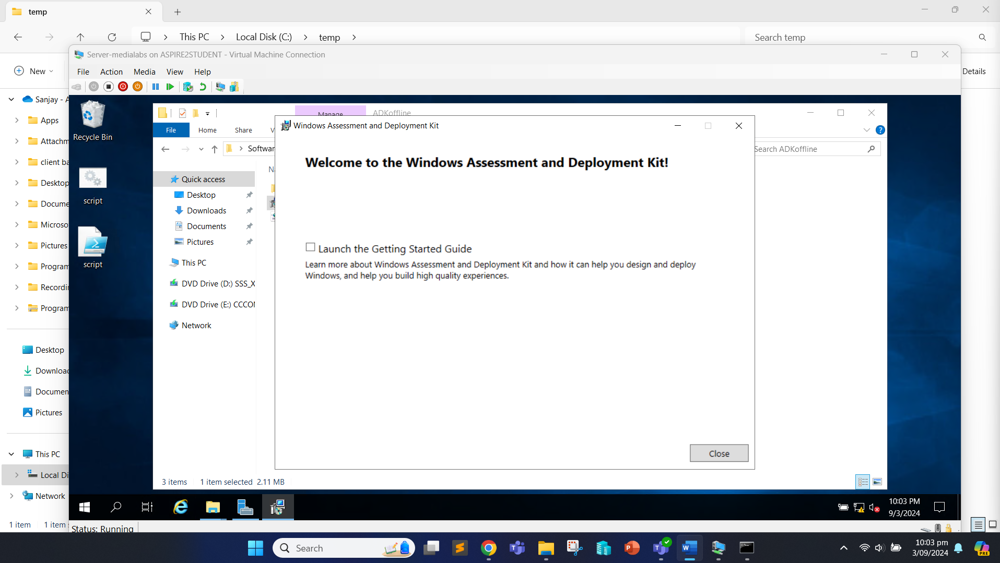 temp
This PC
Local Disk (C:)
temp
Search temp
Server-medialabs on ASPIRE2STUDENT - Virtual Machine Connection
New
Details
File Action Media View Help
Sanjay - A
Apps
Attachm
client ba
Desktop
Docume
Microso
Pictures
Program
Recordin
Program
Desktop
Download
Documen
Pictures
This PC
Local Di
Network
1 item
1 item s
Recycle Bin
script
script
Manage
ADKoffline
File Home Share V
Softwar
Search ADKoffline
Quick access
Desktop
Downloads
Documents
Pictures
This PC
DVD Drive (D:) SSS_X
DVD Drive (E:) CCCO
Network
Na
Windows Assessment and Deployment Kit
Welcome to the Windows Assessment and Deployment Kit!
Launch the Getting Started Guide
Learn more about Windows Assessment and Deployment Kit and how it can help you design and deploy
Windows, and help you build high quality experiences.
Close
3 items 1 item selected 2.11 MB
10:03 PM
9/3/2024
Status: Running
Search
10:03 pm
3/09/2024
PRE